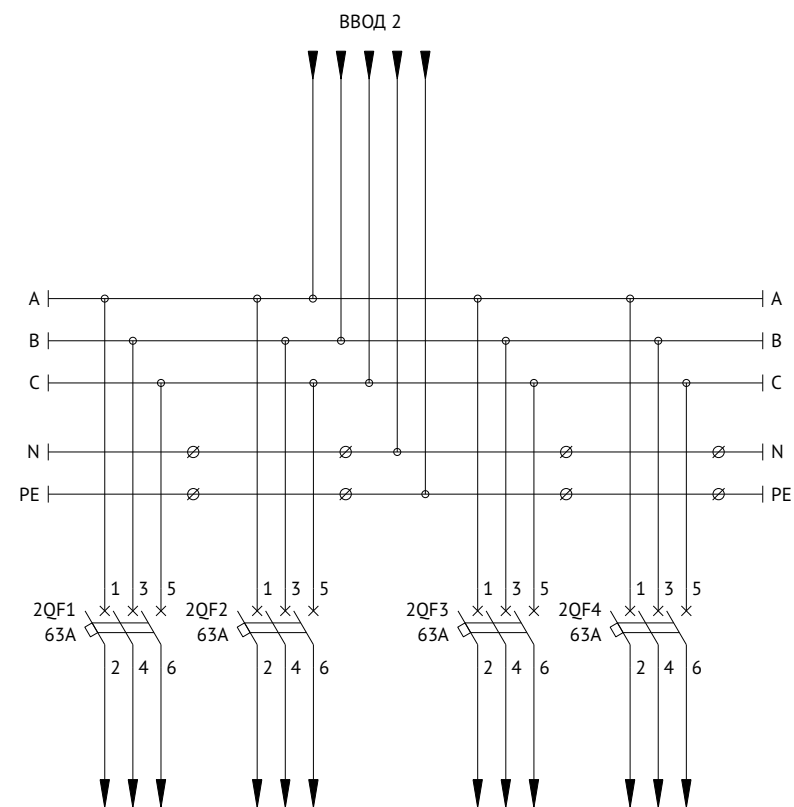 ВВОД 2
A A
B B
C C
N N
PE PE
1 3 5 1 3 5 1 3 5 1 3 5
2QF1 2QF2 2QF3 2QF4
63A 63A 63A 63A
2 4 6 2 4 6 2 4 6 2 4 6